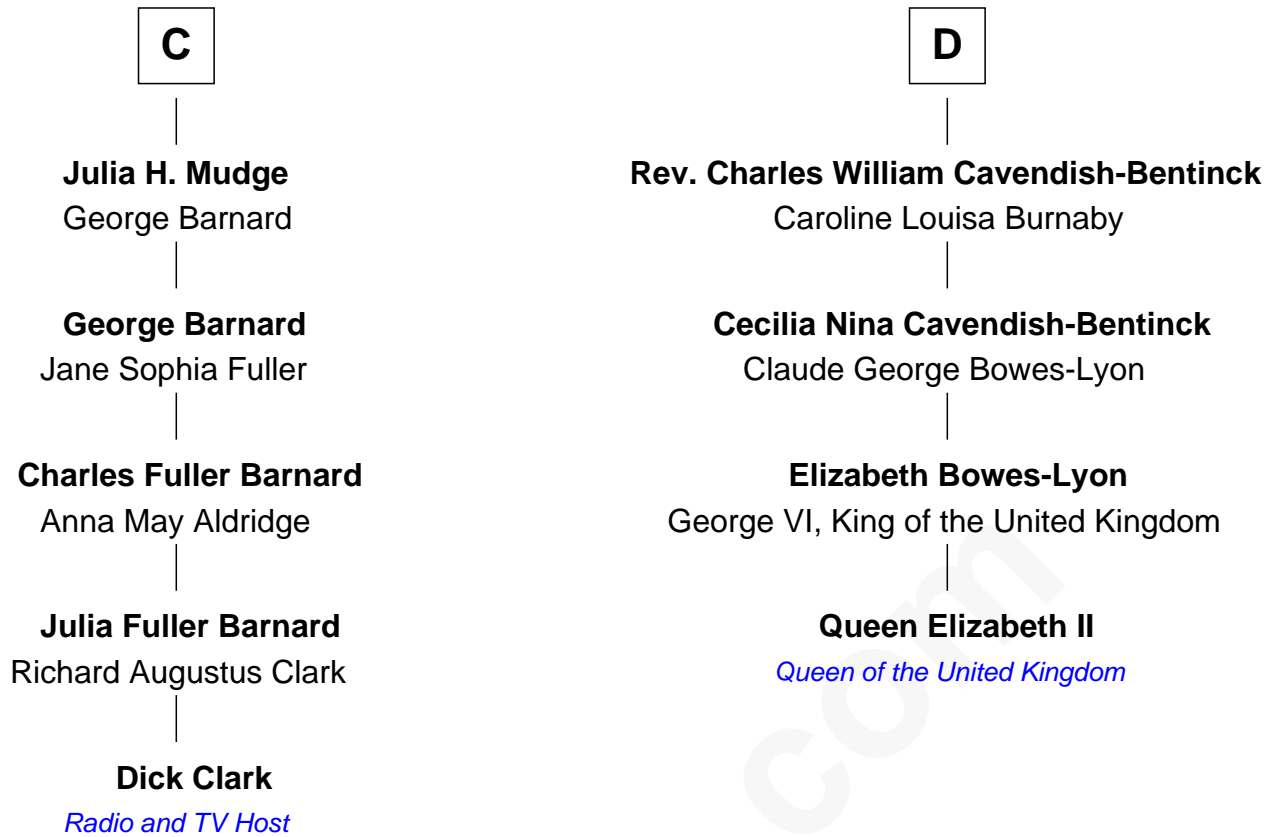 C
Julia H. Mudge
George Barnard
George Barnard
Jane Sophia Fuller
Charles Fuller Barnard
Anna May Aldridge
Julia Fuller Barnard
Richard Augustus Clark
Dick Clark
Radio and TV Host
D
Rev. Charles William Cavendish-Bentinck
Caroline Louisa Burnaby
Cecilia Nina Cavendish-Bentinck
Claude George Bowes-Lyon
Elizabeth Bowes-Lyon
George VI, King of the United Kingdom
Queen Elizabeth II
Queen of the United Kingdom
com